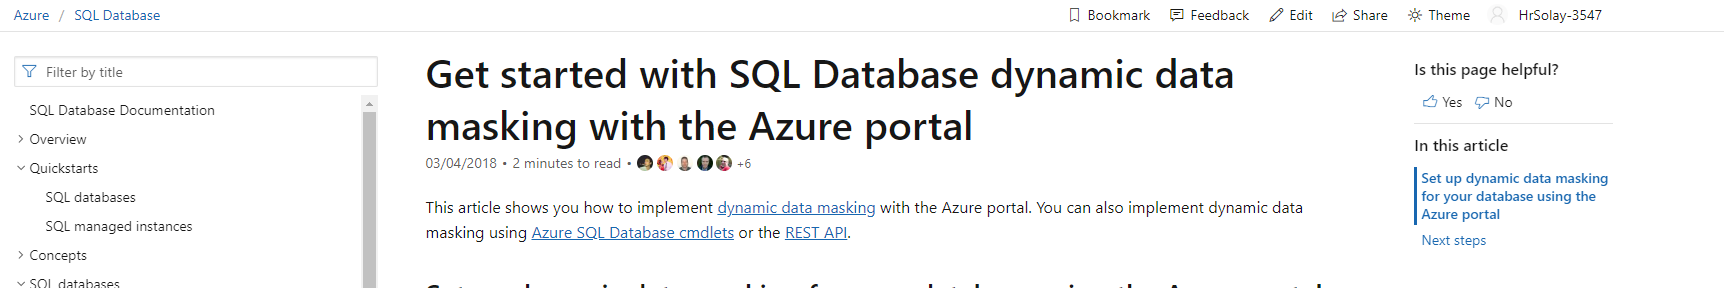 Azure / SQL Database
Bookmark Feedback Edit Share Theme HrSolay-3547
Filter by title
SQL Database Documentation
Overview
Quickstarts
SQL databases
SQL managed instances
Concepts
SQL databases
Get started with SQL Database dynamic data
masking with the Azure portal
03/04/2018 • 2 minutes to read • +6
This article shows you how to implement dynamic data masking with the Azure portal. You can also implement dynamic data
masking using Azure SQL Database cmdlets or the REST API.
Is this page helpful?
Yes No
In this article
Set up dynamic data masking
for your database using the
Azure portal
Next steps